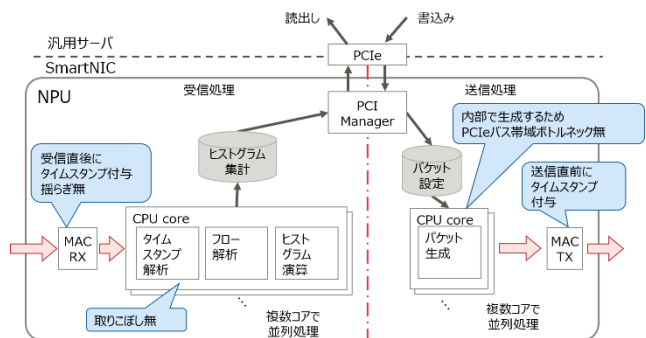 読出し
書込み
汎用サーバ
PCIe
SmartNIC
NPU
受信処理
送信処理
PCI
Manager
内部で生成するため
PCIeバス帯域ボトルネック無
受信直後に
タイムスタンプ付与
揺らぎ無
ヒストグラム
集計
パケット
設定
送信直前に
タイムスタンプ
付与
CPU core
タイム
スタンプ
解析
フロー
解析
ヒスト
グラム
演算
CPU core
パケット
生成
MAC
RX
MAC
TX
取りこぼし無
複数コアで
並列処理
複数コアで
並列処理